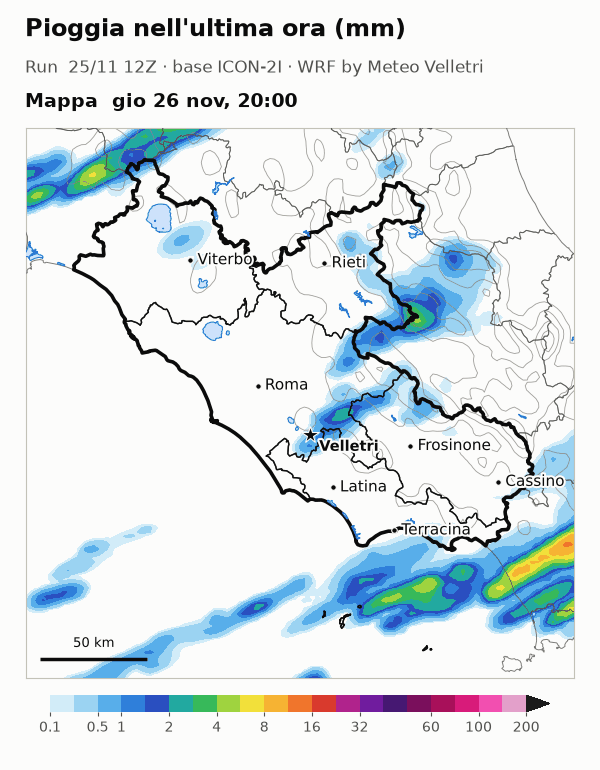 Pioggia nell'ultima ora (mm)
Run  25/11 12Z · base ICON-2I · WRF by Meteo Velletri
Mappa  gio 26 nov, 20:00
Viterbo
Rieti
Roma
Velletri
Frosinone
Latina
Cassino
Terracina
50 km
0.1 0.5 1 2 4 8 16 32 60 100 200